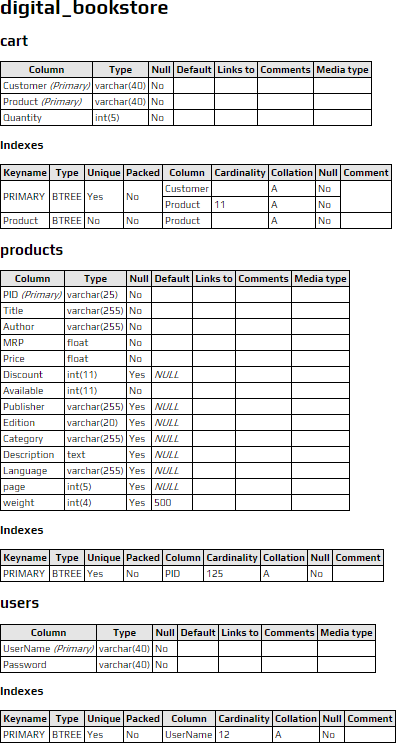 digital_bookstore
cart
Column Type Null Default Links to Comments Media type
Customer (Primary) varchar(40) No
Product (Primary) varchar(40) No
Quantity int(5) No
Indexes
Keyname Type Unique Packed Column Cardinality Collation Null Comment
PRIMARY BTREE Yes No Customer A No
Product 11 A No
Product BTREE No No Product A No
products
Column Type Null Default Links to Comments Media type
PID (Primary) varchar(25) No
Title varchar(255) No
Author varchar(255) No
MRP float No
Price float No
Discount int(11) Yes NULL
Available int(11) No
Publisher varchar(255) Yes NULL
Edition varchar(20) Yes NULL
Category varchar(255) Yes NULL
Description text Yes NULL
Language varchar(255) Yes NULL
page int(5) Yes NULL
weight int(4) Yes 500
Indexes
Keyname Type Unique Packed Column Cardinality Collation Null Comment
PRIMARY BTREE Yes No PID 125 A No
users
Column Type Null Default Links to Comments Media type
UserName (Primary) varchar(40) No
Password varchar(40) No
Indexes
Keyname Type Unique Packed Column Cardinality Collation Null Comment
PRIMARY BTREE Yes No UserName 12 A No